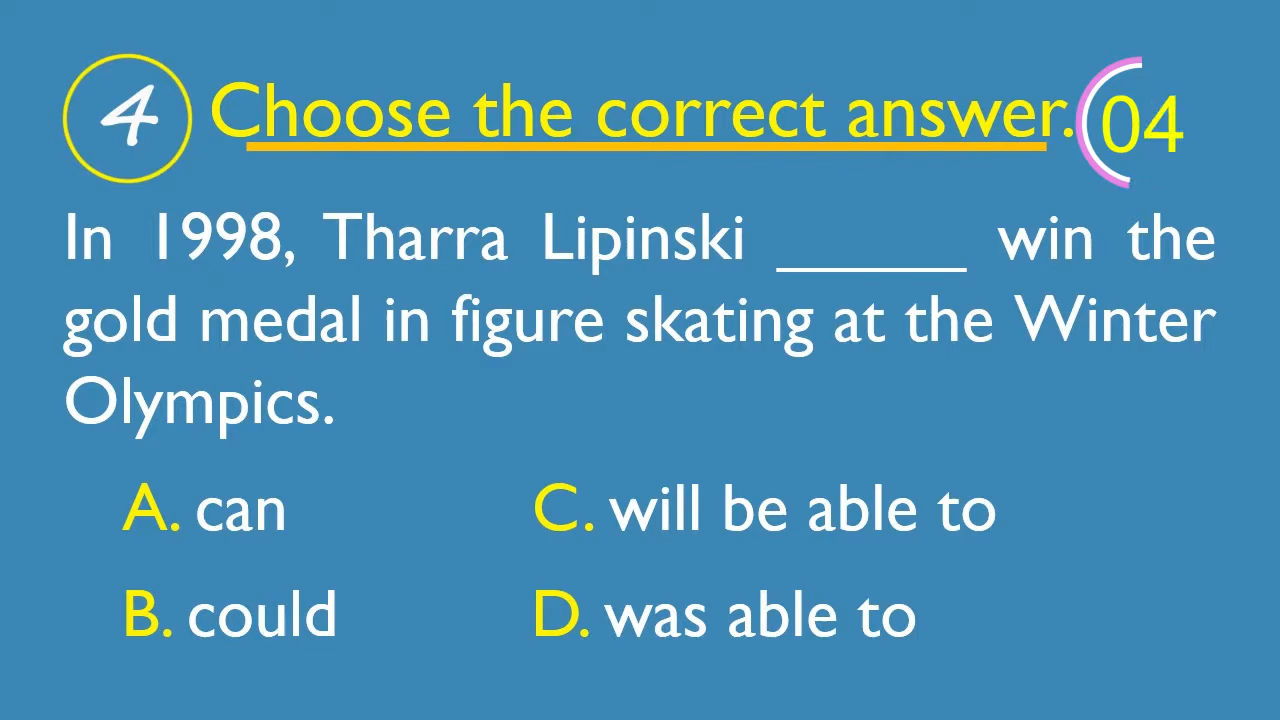 4 Choose the correct answer. 04
In 1998, Tharra Lipinski ______ win the
gold medal in figure skating at the Winter
Olympics.
A. can C. will be able to
B. could D. was able to